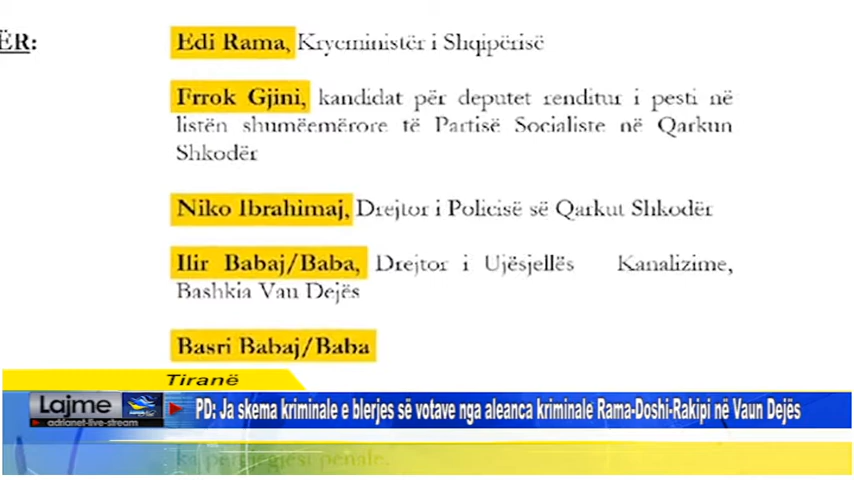 ËR:
Edi Rama, Kryeministër i Shqipërisë
Frrok Gjini, kandidat për deputet renditur i pesti në
listën shumëemërore të Partisë Socialiste në Qarkun
Shkodër
Niko Ibrahimaj, Drejtor i Policisë së Qarkut Shkodër
Ilir Babaj/Baba, Drejtor i Ujësjellës Kanalizime,
Bashkia Vau Dejës
Basri Babaj/Baba
Tiranë
Lajme
PD: Ja skema kriminale e blerjes së votave nga aleanca kriminale Rama-Doshi-Rakipi në Vaun Dejës
adrianet-live-stream
ka përgjegjësi penale.